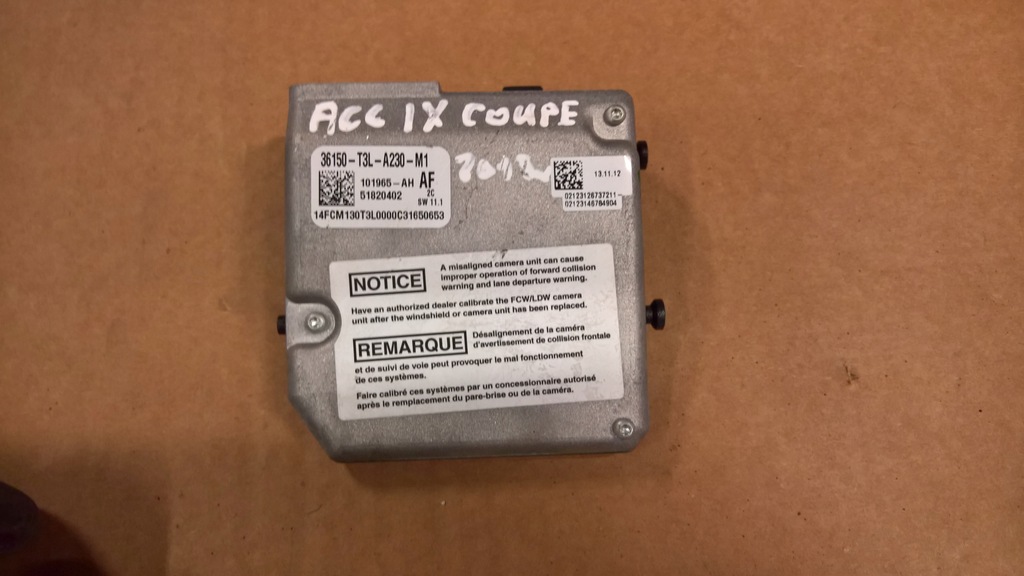 ACC IX COUPE
2012
36150-T3L-A230-M1
101965-AH AF
51820402 2C
SW 11.1
14FCM130T3L0000C31650653
13.11.12
02123126737211
02123146784904
NOTICE
A misaligned camera unit can cause
improper operation of forward collision
warning and lane departure warning.
Have an authorized dealer calibrate the FCW/LDW camera
unit after the windshield or camera unit has been replaced.
REMARQUE
Désalignement de la caméra
d'avertissement de collision frontale
et de suivi de voie peut provoquer le mal fonctionnement
de ces systèmes.
Faire calibré ces systèmes par un concessionnaire autorisé
après le remplacement du pare-brise ou de la caméra.